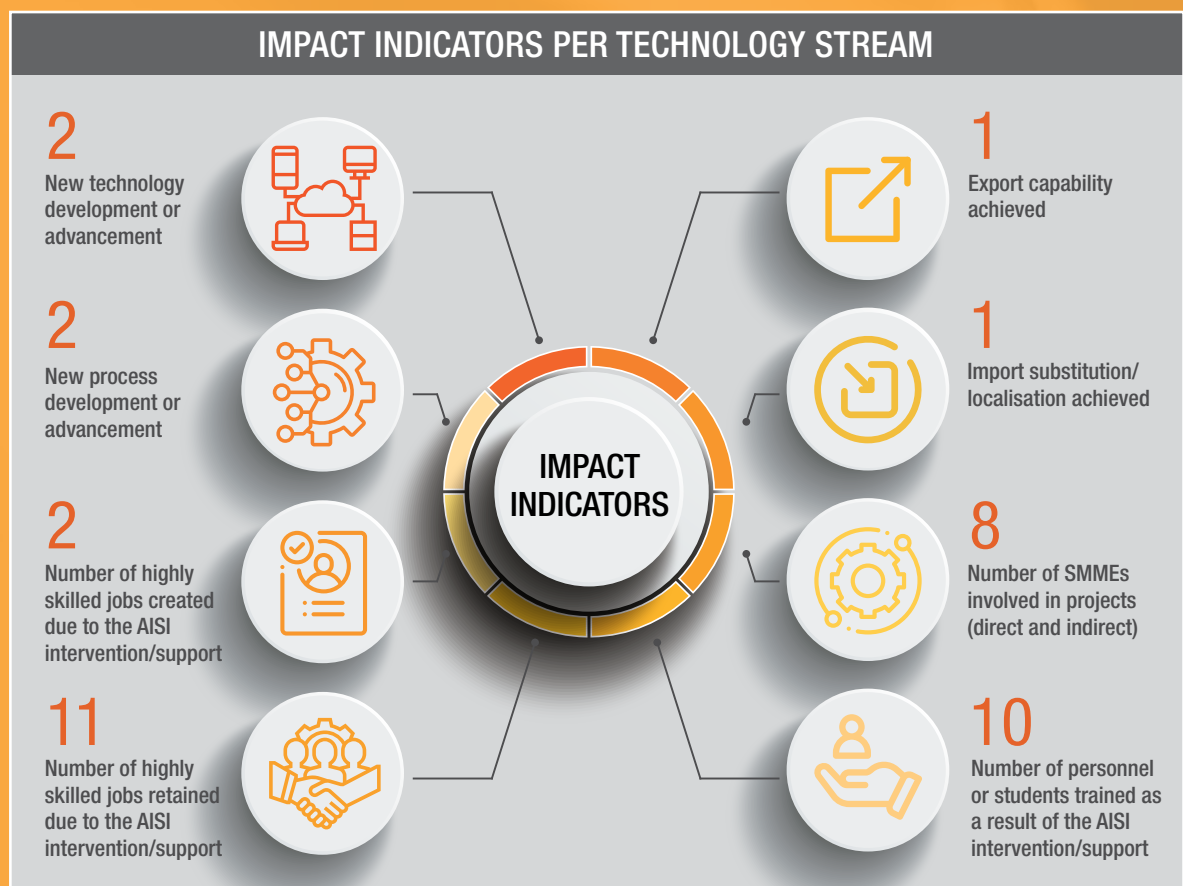 IMPACT INDICATORS PER TECHNOLOGY STREAM
2
New technology
development or
advancement
2
New process
development or
advancement
2
Number of highly
skilled jobs created
due to the AISI
intervention/support
11
Number of highly
skilled jobs retained
due to the AISI
intervention/support
IMPACT
INDICATORS
1
Export capability
achieved
1
Import substitution/
localisation achieved
8
Number of SMMEs
involved in projects
(direct and indirect)
10
Number of personnel
or students trained as
a result of the AISI
intervention/support